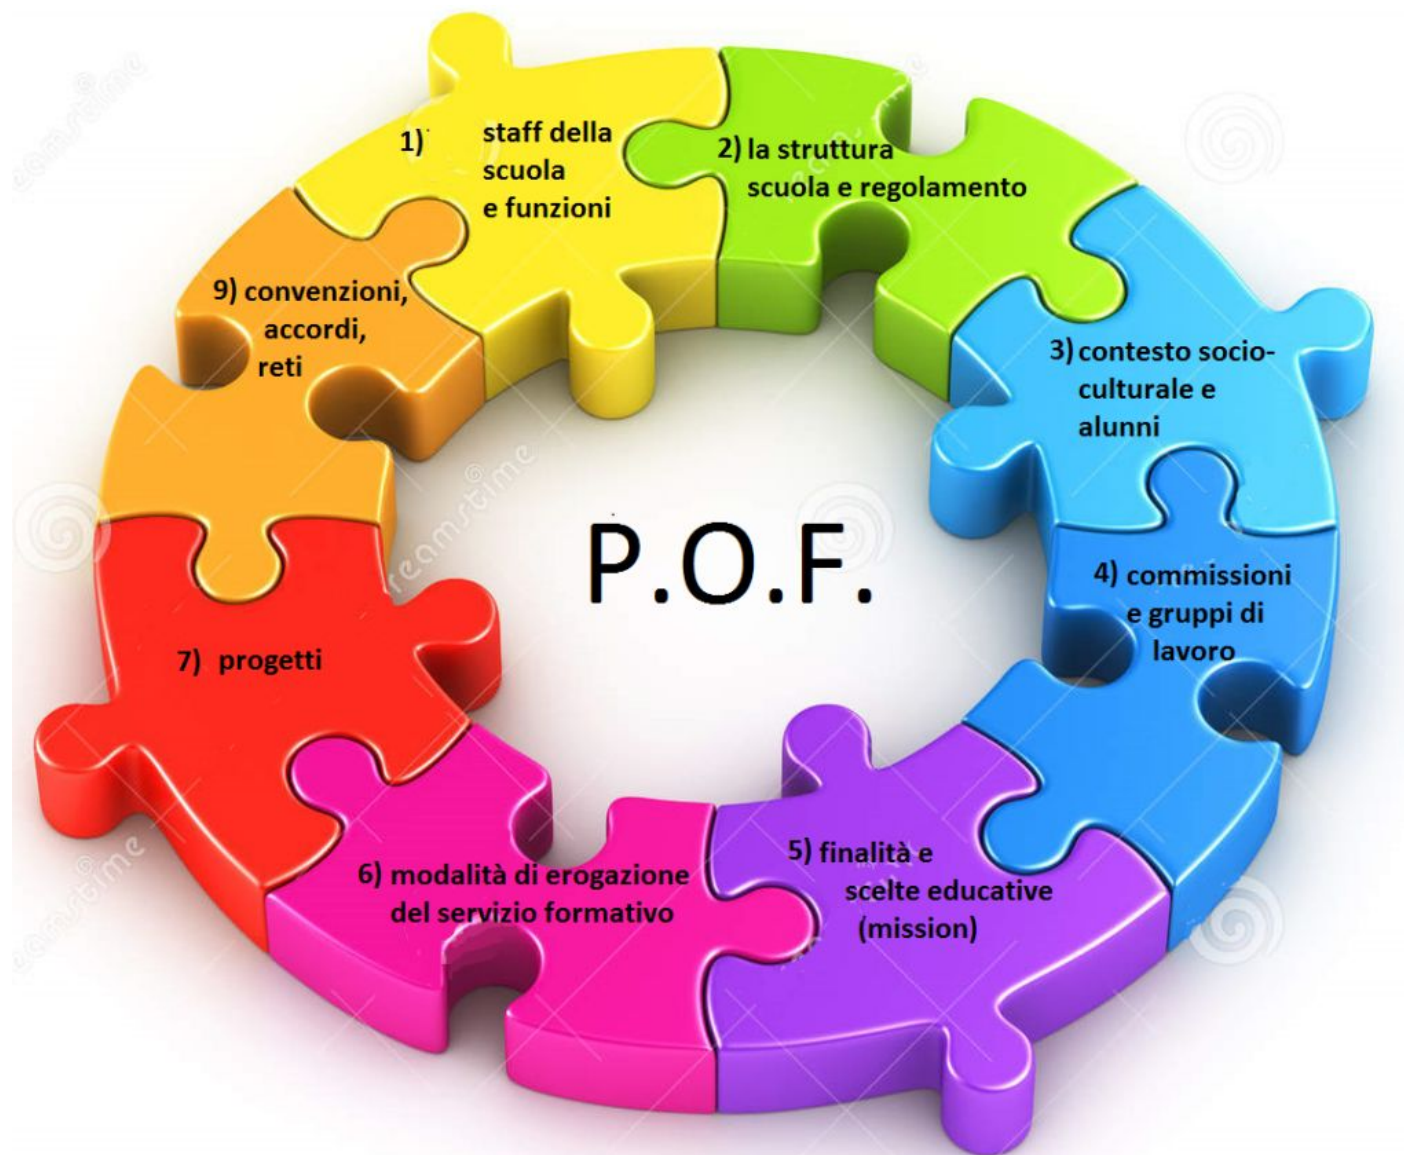 1) staff della
scuola
e funzioni
2) la struttura
scuola e regolamento
3) contesto socio-
culturale e
alunni
4) commissioni
e gruppi di
lavoro
5) finalità e
scelte educative
(mission)
6) modalità di erogazione
del servizio formativo
7) progetti
9) convenzioni,
accordi,
reti
P.O.F.